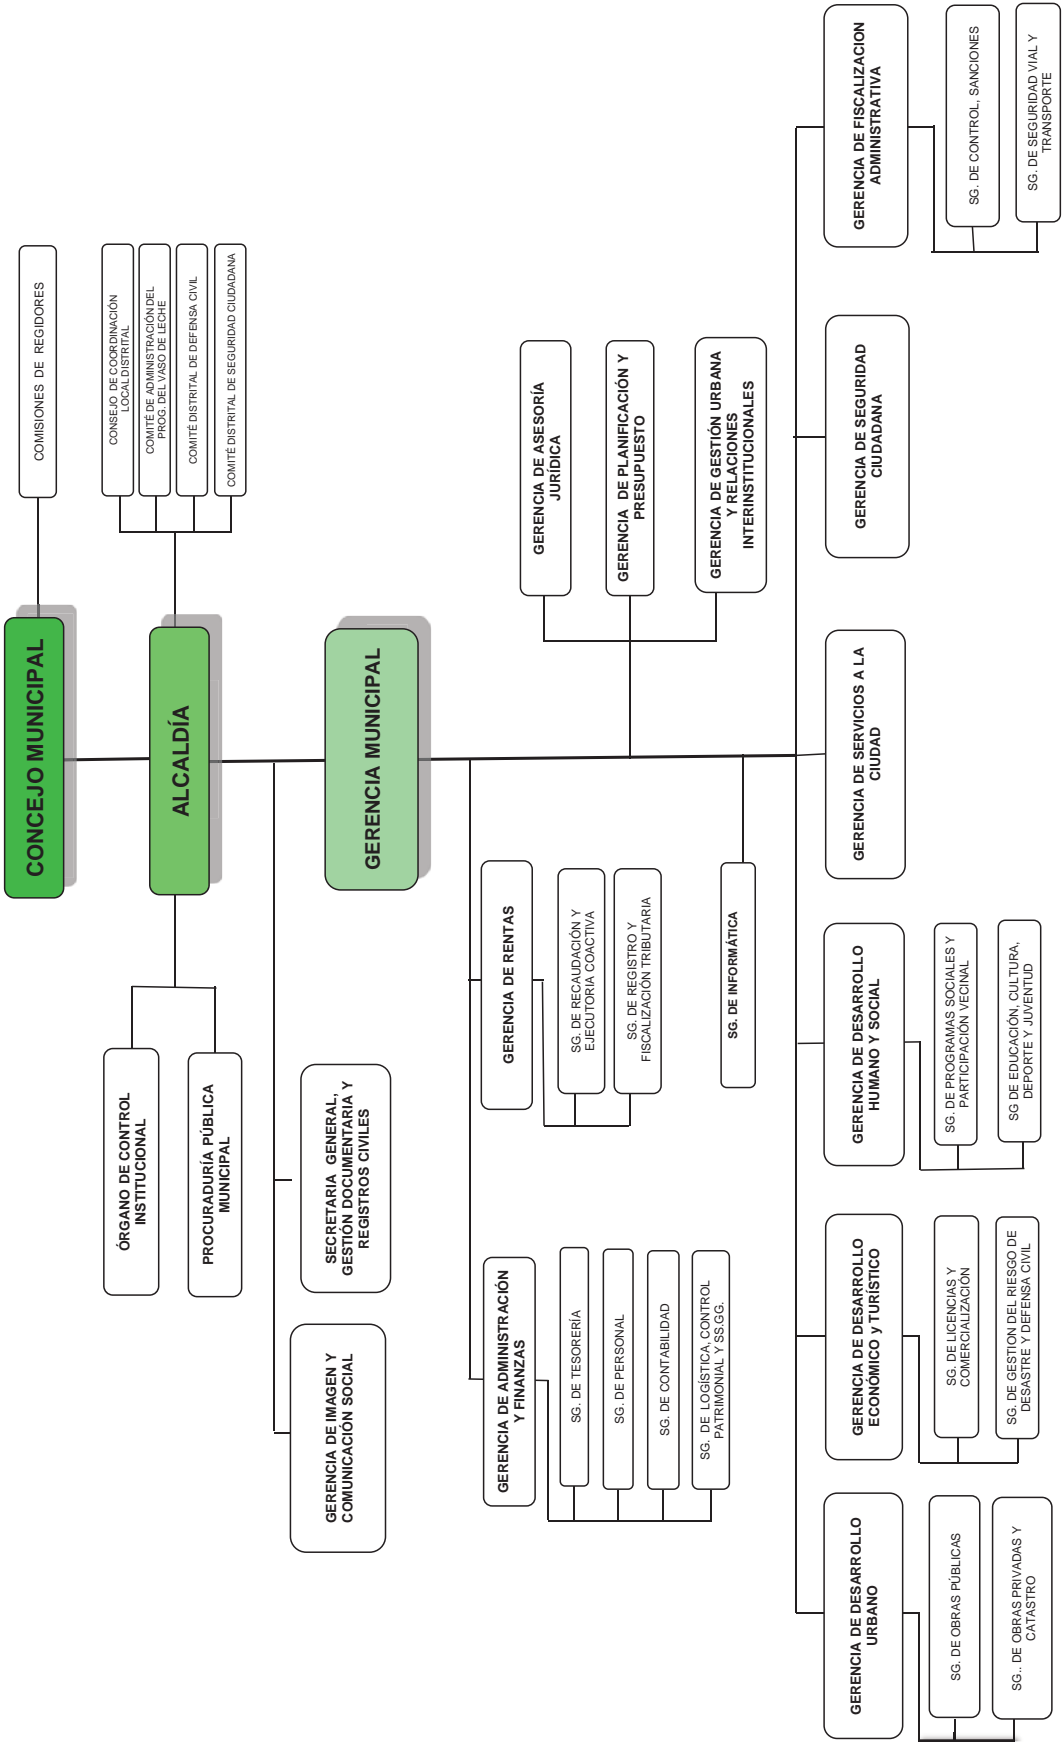 CONCEJO MUNICIPAL
COMISIONES DE REGIDORES
ALCALDÍA
CONSEJO DE COORDINACIÓN
LOCAL DISTRITAL
COMITÉ DE ADMINISTRACIÓN DEL
PROG. DEL VASO DE LECHE
COMITÉ DISTRITAL DE DEFENSA CIVIL
COMITÉ DISTRITAL DE SEGURIDAD CIUDADANA
ÓRGANO DE CONTROL
INSTITUCIONAL
PROCURADURÍA PÚBLICA
MUNICIPAL
GERENCIA DE IMAGEN Y
COMUNICACIÓN SOCIAL
SECRETARIA GENERAL,
GESTIÓN DOCUMENTARIA Y
REGISTROS CIVILES
GERENCIA MUNICIPAL
GERENCIA DE ADMINISTRACIÓN
Y FINANZAS
SG. DE TESORERÍA
SG. DE PERSONAL
SG. DE CONTABILIDAD
SG. DE LOGÍSTICA, CONTROL
PATRIMONIAL Y SS.GG.
GERENCIA DE RENTAS
SG. DE RECAUDACIÓN Y
EJECUTORIA COACTIVA
SG. DE REGISTRO Y
FISCALIZACIÓN TRIBUTARIA
SG. DE INFORMÁTICA
GERENCIA DE ASESORÍA
JURÍDICA
GERENCIA DE PLANIFICACIÓN Y
PRESUPUESTO
GERENCIA DE GESTIÓN URBANA
Y RELACIONES
INTERINSTITUCIONALES
GERENCIA DE DESARROLLO
URBANO
SG. DE OBRAS PÚBLICAS
SG.. DE OBRAS PRIVADAS Y
CATASTRO
GERENCIA DE DESARROLLO
ECONÓMICO y TURÍSTICO
SG. DE LICENCIAS Y
COMERCIALIZACIÓN
SG. DE GESTION DEL RIESGO DE
DESASTRE Y DEFENSA CIVIL
GERENCIA DE DESARROLLO
HUMANO Y SOCIAL
SG. DE PROGRAMAS SOCIALES Y
PARTICIPACIÓN VECINAL
SG DE EDUCACIÓN, CULTURA,
DEPORTE Y JUVENTUD
GERENCIA DE SERVICIOS A LA
CIUDAD
GERENCIA DE SEGURIDAD
CIUDADANA
GERENCIA DE FISCALIZACION
ADMINISTRATIVA
SG. DE CONTROL, SANCIONES
SG. DE SEGURIDAD VIAL Y
TRANSPORTE